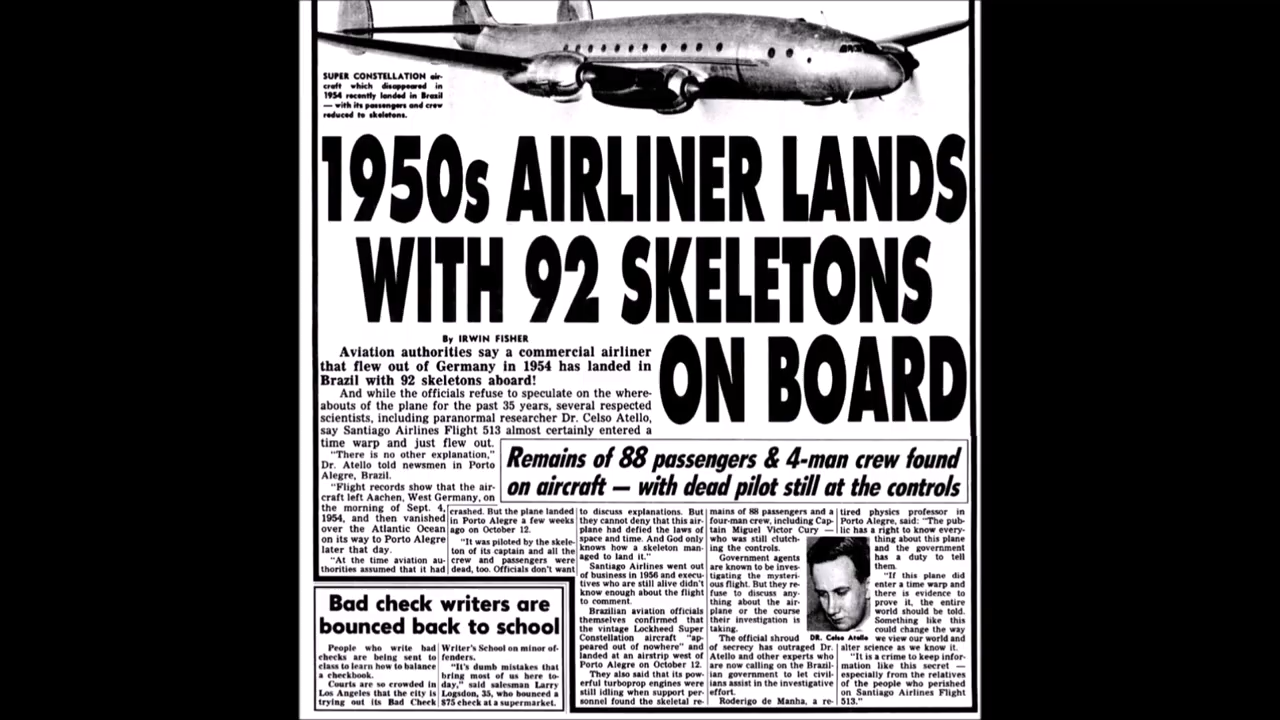 SUPER CONSTELLATION air-
craft which disappeared in
1954 recently landed in Brazil
— with its passengers and crew
reduced to skeletons.
1950s AIRLINER LANDS
WITH 92 SKELETONS
ON BOARD
By IRWIN FISHER
Aviation authorities say a commercial airliner
that flew out of Germany in 1954 has landed in
Brazil with 92 skeletons aboard!
And while the officials refuse to speculate on the where-
abouts of the plane for the past 35 years, several respected
scientists, including paranormal researcher Dr. Celso Atello,
say Santiago Airlines Flight 513 almost certainly entered a
time warp and just flew out.
"There is no other explanation,"
Dr. Atello told newsmen in Porto
Alegre, Brazil.
"Flight records show that the air-
craft left Aachen, West Germany, on
the morning of Sept. 4,
1954, and then vanished
over the Atlantic Ocean
on its way to Porto Alegre
later that day.
"At the time aviation au-
thorities assumed that it had
Remains of 88 passengers & 4-man crew found
on aircraft — with dead pilot still at the controls
crashed. But the plane landed
in Porto Alegre a few weeks
ago on October 12.
"It was piloted by the skele-
ton of its captain and all the
crew and passengers were
dead, too. Officials don't want
to discuss explanations. But
they cannot deny that this air-
plane had defied the laws of
space and time. And God only
knows how a skeleton man-
aged to land it."
Santiago Airlines went out
of business in 1956 and execu-
tives who are still alive didn't
know enough about the flight
to comment.
Brazilian aviation officials
themselves confirmed that
the vintage Lockheed Super
Constellation aircraft "ap-
peared out of nowhere" and
landed at an airstrip west of
Porto Alegre on October 12.
They also said that its pow-
erful turboprop engines were
still idling when support per-
sonnel found the skeletal re-
mains of 88 passengers and a
four-man crew, including Cap-
tain Miguel Victor Cury —
who was still clutch-
ing the controls.
Government agents
are known to be inves-
tigating the mysteri-
ous flight. But they re-
fuse to discuss any-
thing about the air-
plane or the course
their investigation is
taking.
The official shroud
of secrecy has outraged Dr.
Atello and other experts who
are now calling on the Brazil-
ian government to let civil-
ians assist in the investigative
effort.
Roderigo de Manha, a re-
tired physics professor in
Porto Alegre, said: "The pub-
lic has a right to know every-
thing about this plane
and the government
has a duty to tell
them.
"If this plane did
enter a time warp and
there is evidence to
prove it, the entire
world should be told.
Something like this
could change the way
we view our world and
alter science as we know it.
"It is a crime to keep infor-
mation like this secret —
especially from the relatives
of the people who perished
on Santiago Airlines Flight
513."
DR. Celso Atello
Bad check writers are
bounced back to school
People who write bad
checks are being sent to
class to learn how to balance
a checkbook.
Courts are so crowded in
Los Angeles that the city is
trying out its Bad Check
Writer's School on minor of-
fenders.
"It's dumb mistakes that
bring most of us here to-
day," said salesman Larry
Logsdon, 35, who bounced a
$75 check at a supermarket.